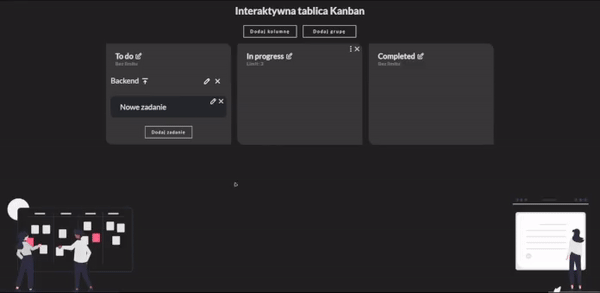 Interaktywna tablica Kanban
Dodaj kolumnę
Dodaj grupę
To do
Bez limitu
In progress
Limit: 3
Completed
Bez limitu
Backend
Nowe zadanie
Dodaj zadanie